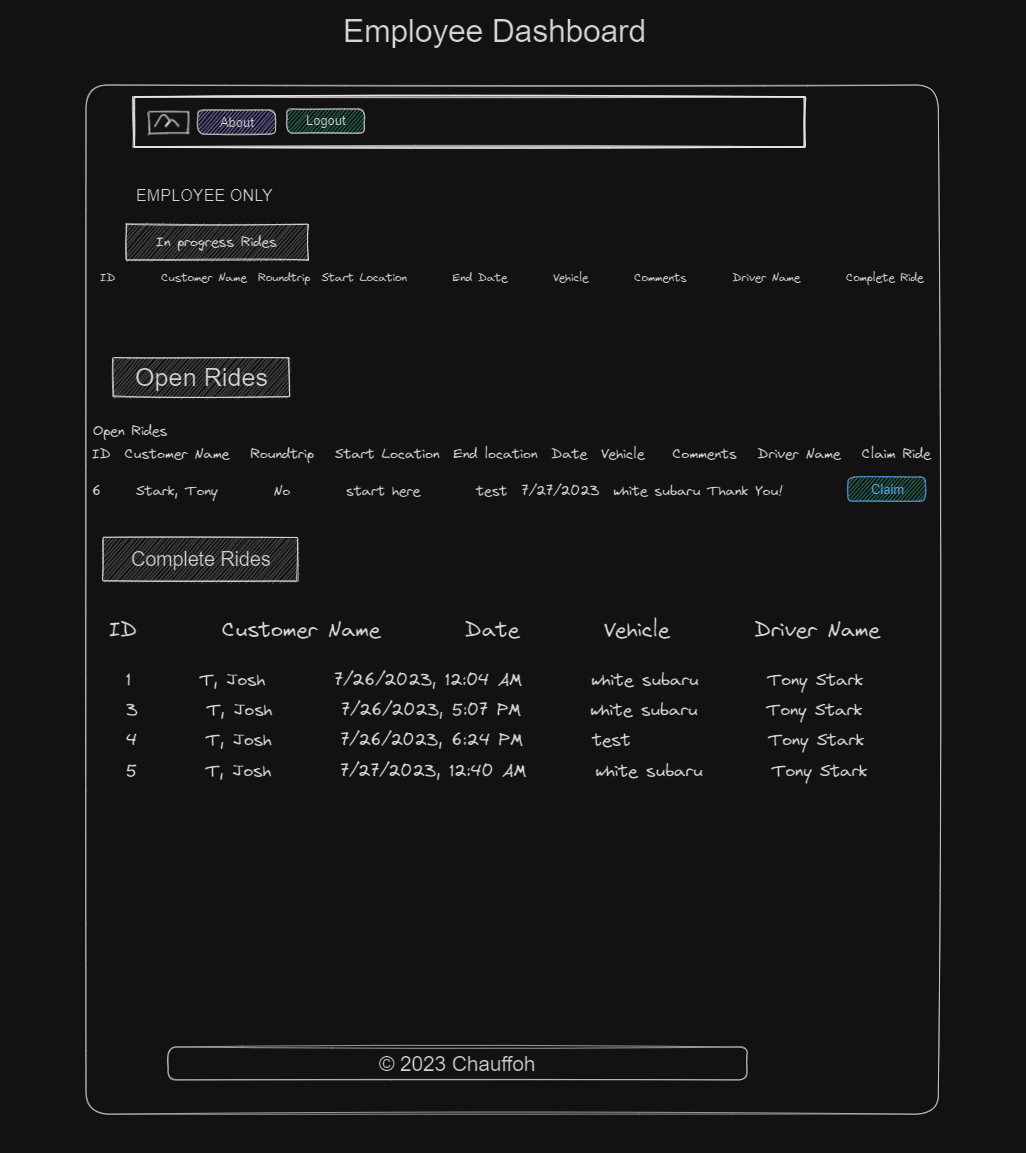 Employee Dashboard
About Logout
EMPLOYEE ONLY
In progress Rides
ID Customer Name Roundtrip Start Location End Date Vehicle Comments Driver Name Complete Ride
Open Rides
Open Rides
ID Customer Name Roundtrip Start Location End location Date Vehicle Comments Driver Name Claim Ride
6 Stark, Tony No start here test 7/27/2023 white subaru Thank You! Claim
Complete Rides
ID Customer Name Date Vehicle Driver Name
1 T, Josh 7/26/2023, 12:04 AM white subaru Tony Stark
3 T, Josh 7/26/2023, 5:07 PM white subaru Tony Stark
4 T, Josh 7/26/2023, 6:24 PM test Tony Stark
5 T, Josh 7/27/2023, 12:40 AM white subaru Tony Stark
© 2023 Chauffoh